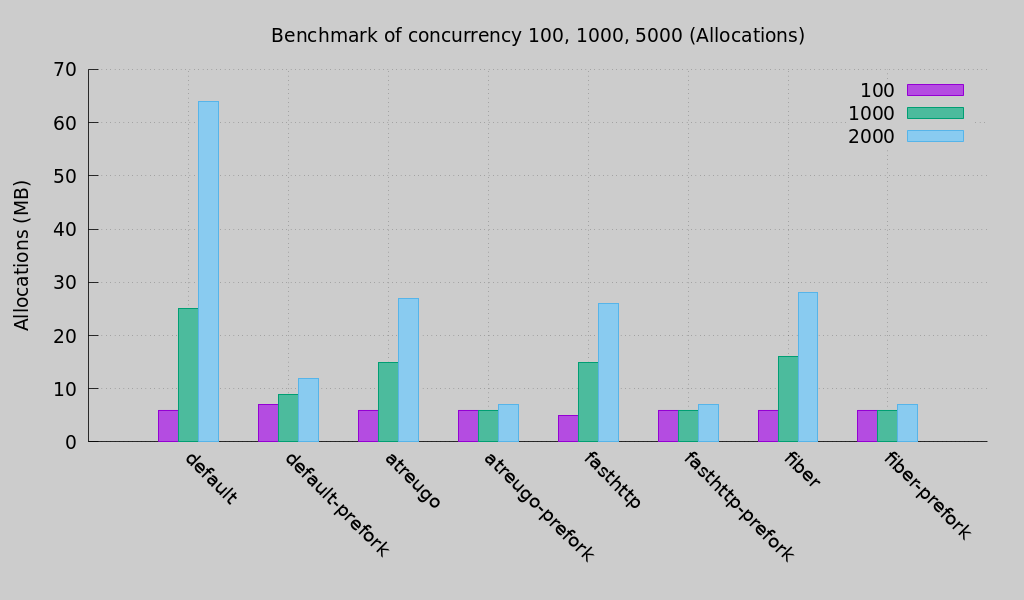 Benchmark of concurrency 100, 1000, 5000 (Allocations)
Allocations (MB)
70
60
50
40
30
20
10
0
100
1000
2000
default
default-prefork
atreugo
atreugo-prefork
fasthttp
fasthttp-prefork
fiber
fiber-prefork